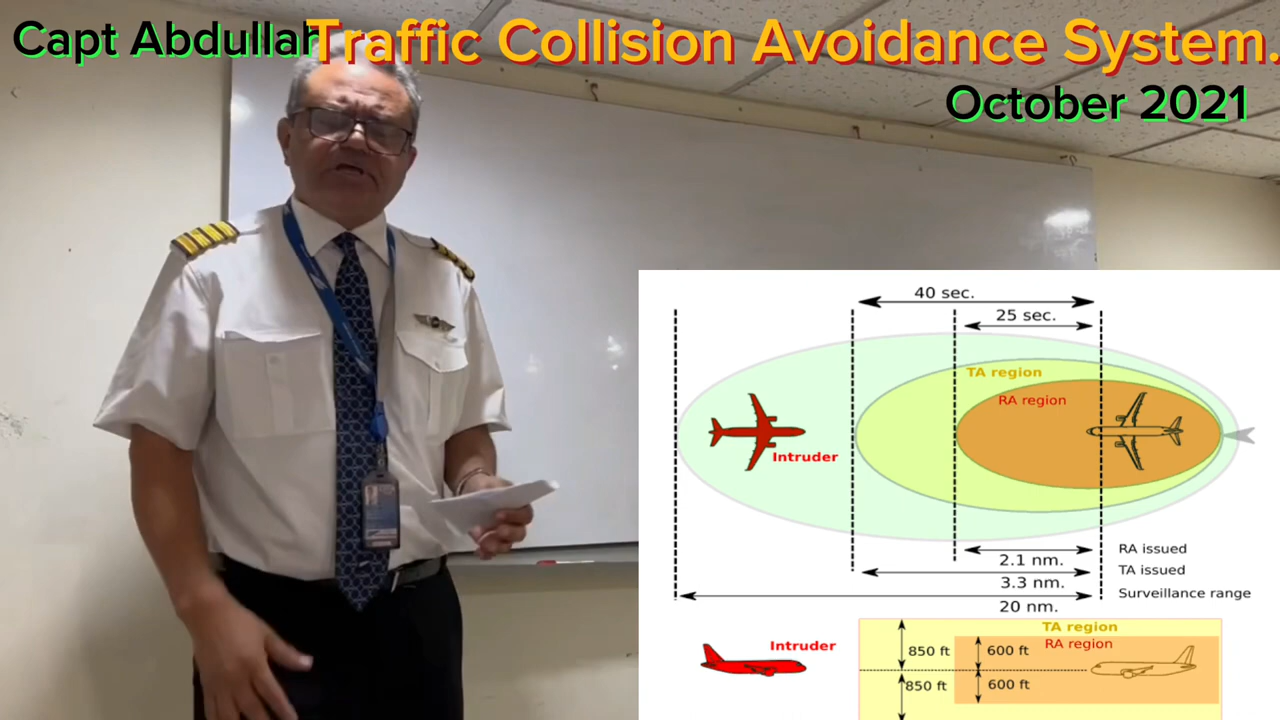 Capt Abdullah
Traffic Collision Avoidance System.
October 2021
40 sec.
25 sec.
TA region
RA region
Intruder
2.1 nm.
RA issued
3.3 nm.
TA issued
20 nm.
Surveillance range
TA region
RA region
Intruder
850 ft
600 ft
850 ft
600 ft